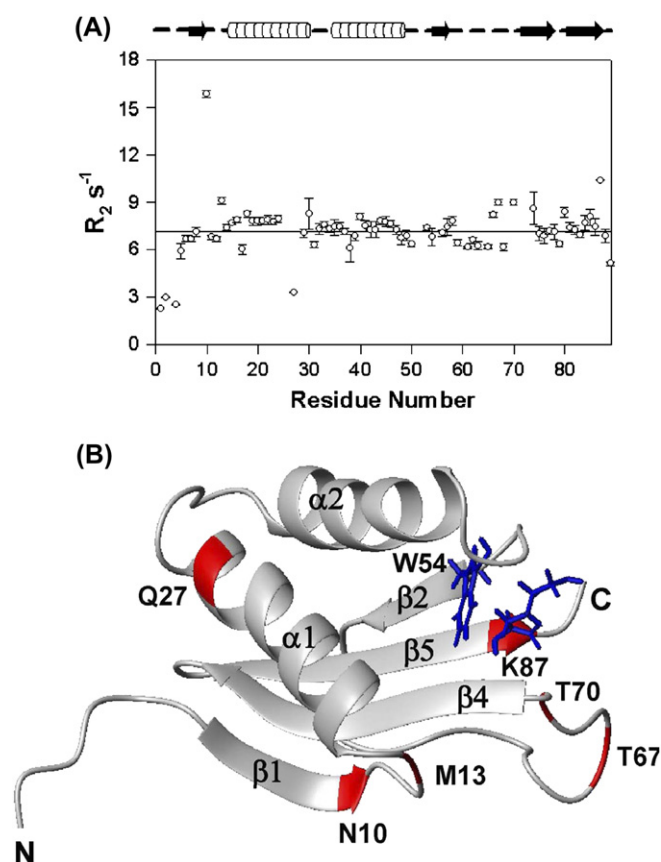 (A)
18
15
12
9
6
3
0
R2 s-1
0 10 20 30 40 50 60 70 80
Residue Number
(B)
α2
W54
Q27
β2
C
α1
β5
K87
β4
T70
T67
β1
M13
N10
N